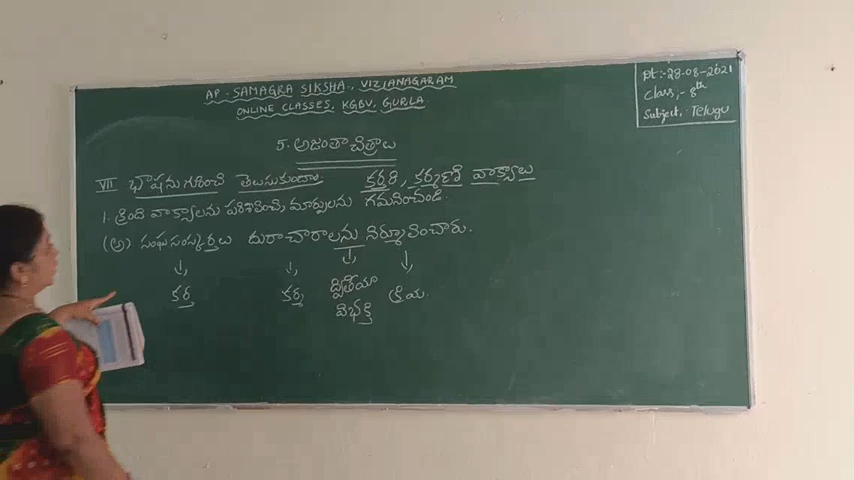 AP. SAMAGRA SIKSHA., VIZIANAGARAM
ONLINE CLASSES, KGBV, GURLA
Dt:-28-08-2021
Class,:- 8th
Subject,:- Telugu
5. అజంతా చిత్రాలు
VII భాషను గురించి తెలుసుకుందాం. కర్తరి, కర్మణి వాక్యాలు
1. క్రింది వాక్యాలను పరిశీలించి, మార్పులను గమనించండి.
(అ) సంఘసంస్కర్తలు దురాచారాలను నిర్మూలించారు.
కర్త కర్మ ద్వితీయా క్రియ.
విభక్తి